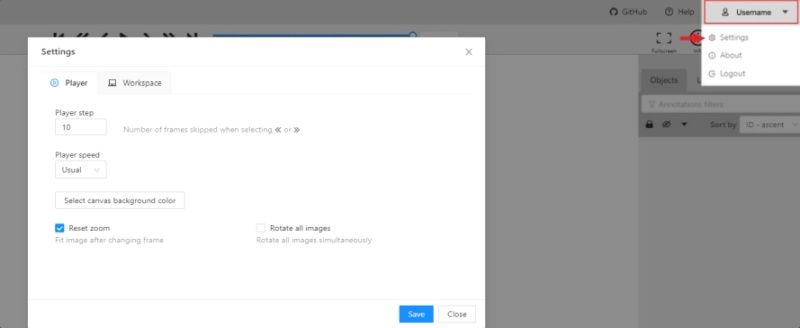 GitHub
Help
Username
Settings
About
Logout
Fullscreen
Settings
Player
Workspace
Objects
Annotations filters
Sort by
ID - ascent
Player step
10
Number of frames skipped when selecting « or »
Player speed
Usual
Select canvas background color
Reset zoom
Fit image after changing frame
Rotate all images
Rotate all images simultaneously
Save
Close